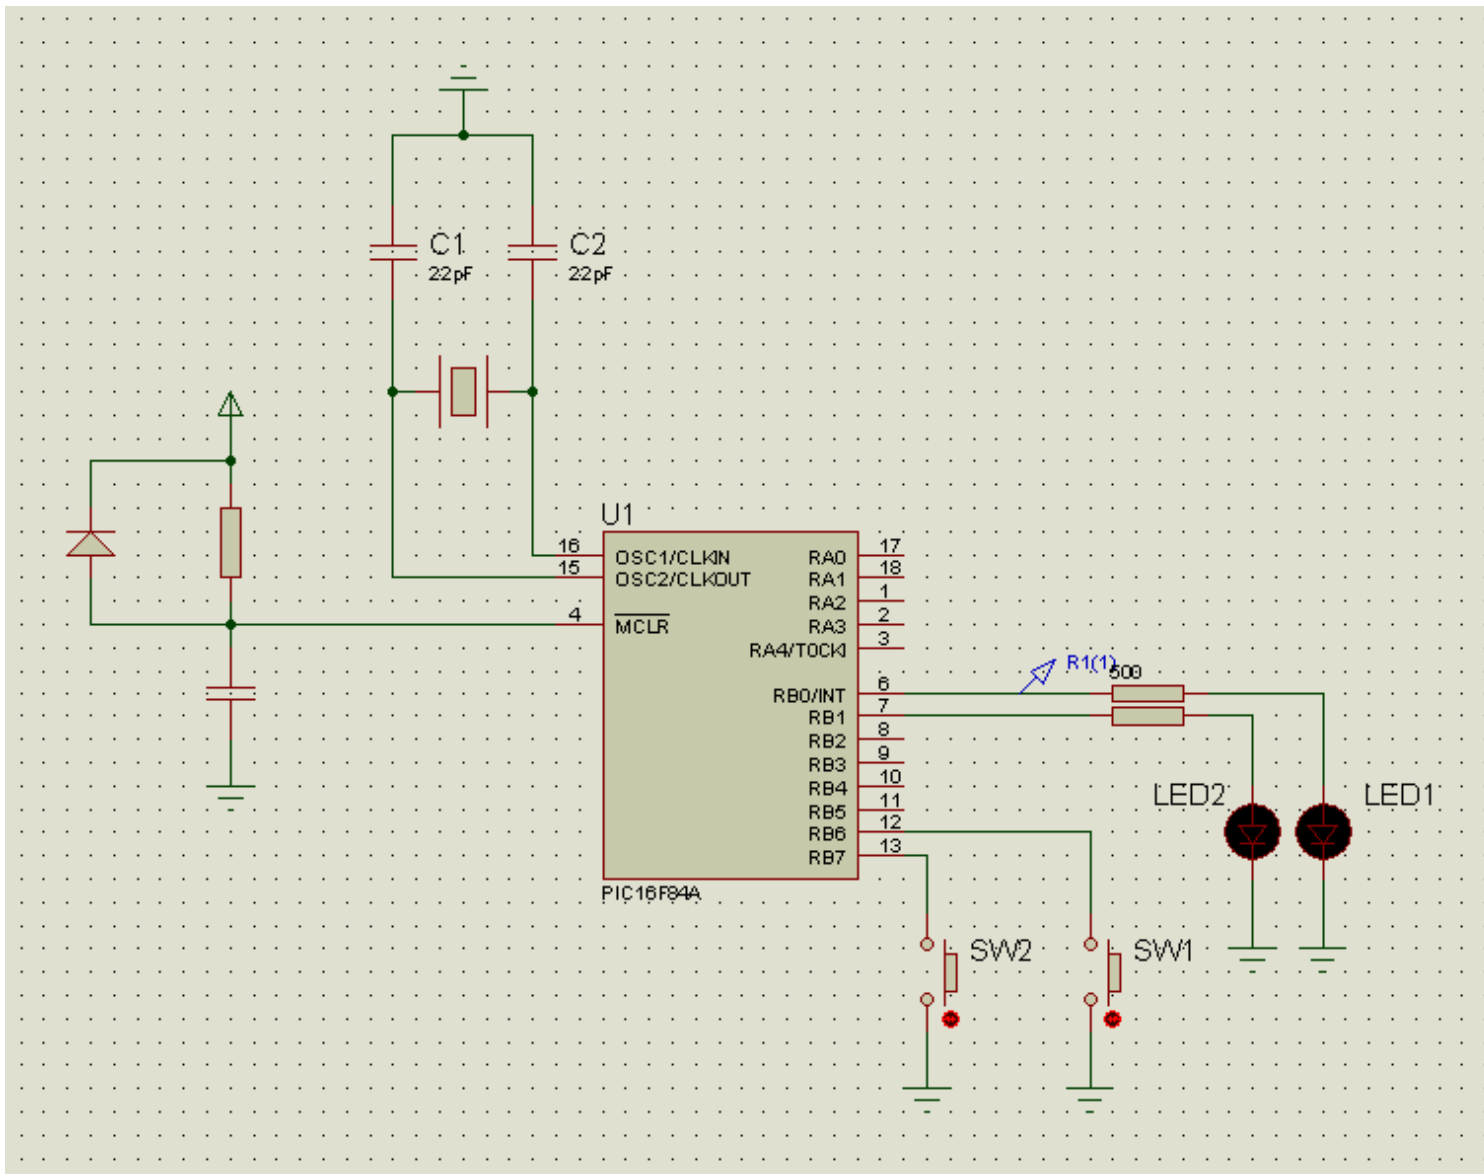 C1
22pF
C2
22pF
U1
16
OSC1/CLKIN
15
OSC2/CLKOUT
4
MCLR
RA0
17
RA1
18
RA2
1
RA3
2
RA4/T0CKI
3
RB0/INT
6
RB1
7
RB2
8
RB3
9
RB4
10
RB5
11
RB6
12
RB7
13
PIC16F84A
R1(1)
500
LED2
LED1
SW2
SW1